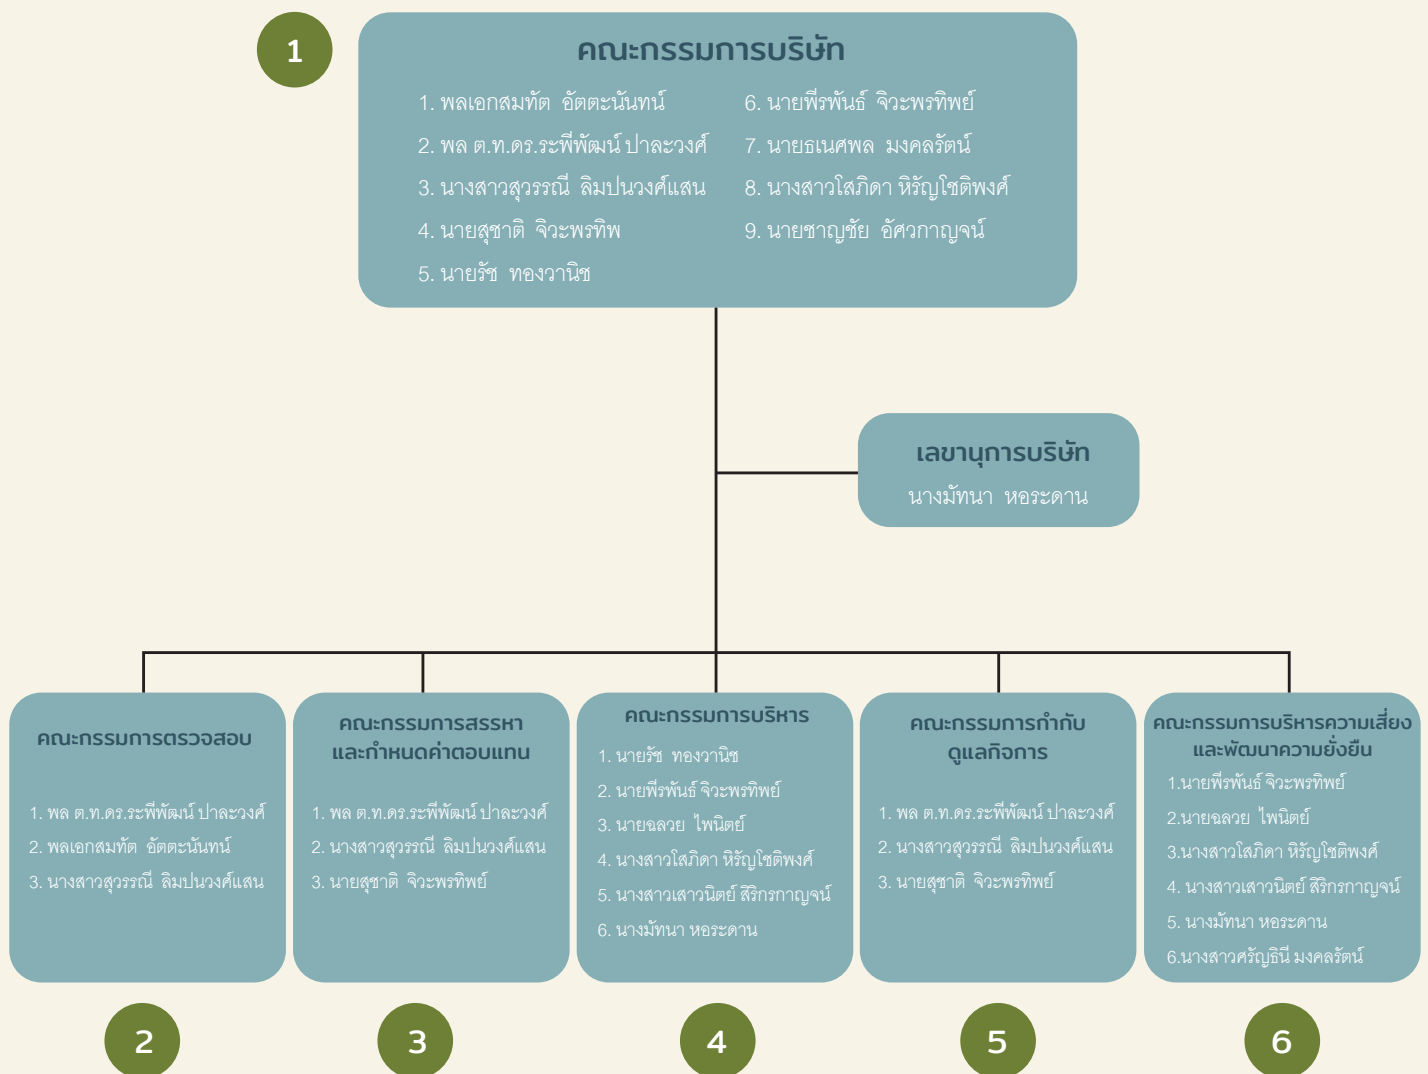 1
คณะกรรมการบริษัท
1. พลเอกสมทัต อัตตะนันทน์
2. พล ต.ท.ดร.ระพีพัฒน์ ปาละวงศ์
3. นางสาวสุวรรณี ลิมปนวงศ์แสน
4. นายสุชาติ จิวะพรทิพ
5. นายรัช ทองวานิช
6. นายพีรพันธ์ จิวะพรทิพย์
7. นายธเนศพล มงคลรัตน์
8. นางสาวโสภิดา หิรัญโชติพงศ์
9. นายชาญชัย อัศวกาญจน์
เลขานุการบริษัท
นางมัทนา หอระดาน
คณะกรรมการตรวจสอบ
1. พล ต.ท.ดร.ระพีพัฒน์ ปาละวงศ์
2. พลเอกสมทัต อัตตะนันทน์
3. นางสาวสุวรรณี ลิมปนวงศ์แสน
2
คณะกรรมการสรรหา
และกำหนดค่าตอบแทน
1. พล ต.ท.ดร.ระพีพัฒน์ ปาละวงศ์
2. นางสาวสุวรรณี ลิมปนวงศ์แสน
3. นายสุชาติ จิวะพรทิพย์
3
คณะกรรมการบริหาร
1. นายรัช ทองวานิช
2. นายพีรพันธ์ จิวะพรทิพย์
3. นายฉลวย ไพนิตย์
4. นางสาวโสภิดา หิรัญโชติพงศ์
5. นางสาวเสาวนิตย์ สิริกรกาญจน์
6. นางมัทนา หอระดาน
4
คณะกรรมการกำกับ
ดูแลกิจการ
1. พล ต.ท.ดร.ระพีพัฒน์ ปาละวงศ์
2. นางสาวสุวรรณี ลิมปนวงศ์แสน
3. นายสุชาติ จิวะพรทิพย์
5
คณะกรรมการบริหารความเสี่ยง
และพัฒนาความยั่งยืน
1.นายพีรพันธ์ จิวะพรทิพย์
2.นายฉลวย ไพนิตย์
3.นางสาวโสภิดา หิรัญโชติพงศ์
4. นางสาวเสาวนิตย์ สิริกรกาญจน์
5. นางมัทนา หอระดาน
6.นางสาวศรัญธินี มงคลรัตน์
6